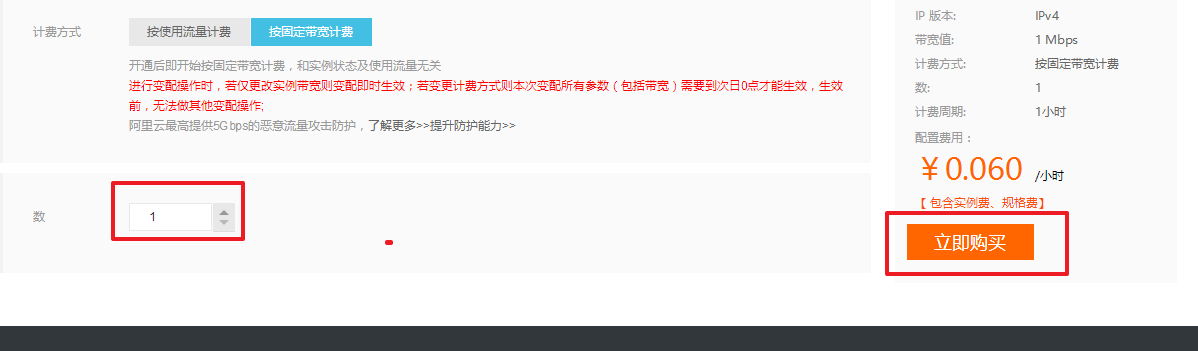 计费方式
按使用流量计费
按固定带宽计费
开通后即开始按固定带宽计费，和实例状态及使用流量无关
进行变配操作时，若仅更改实例带宽则变配即时生效；若变更计费方式则本次变配所有参数（包括带宽）需要到次日0点才能生效，生效
前，无法做其他变配操作;
阿里云最高提供5Gbps的恶意流量攻击防护，了解更多>>提升防护能力>>
数
1
IP 版本: IPv4
带宽值: 1 Mbps
计费方式: 按固定带宽计费
数: 1
计费周期: 1小时
配置费用：
￥0.060 /小时
【 包含实例费、规格费】
立即购买